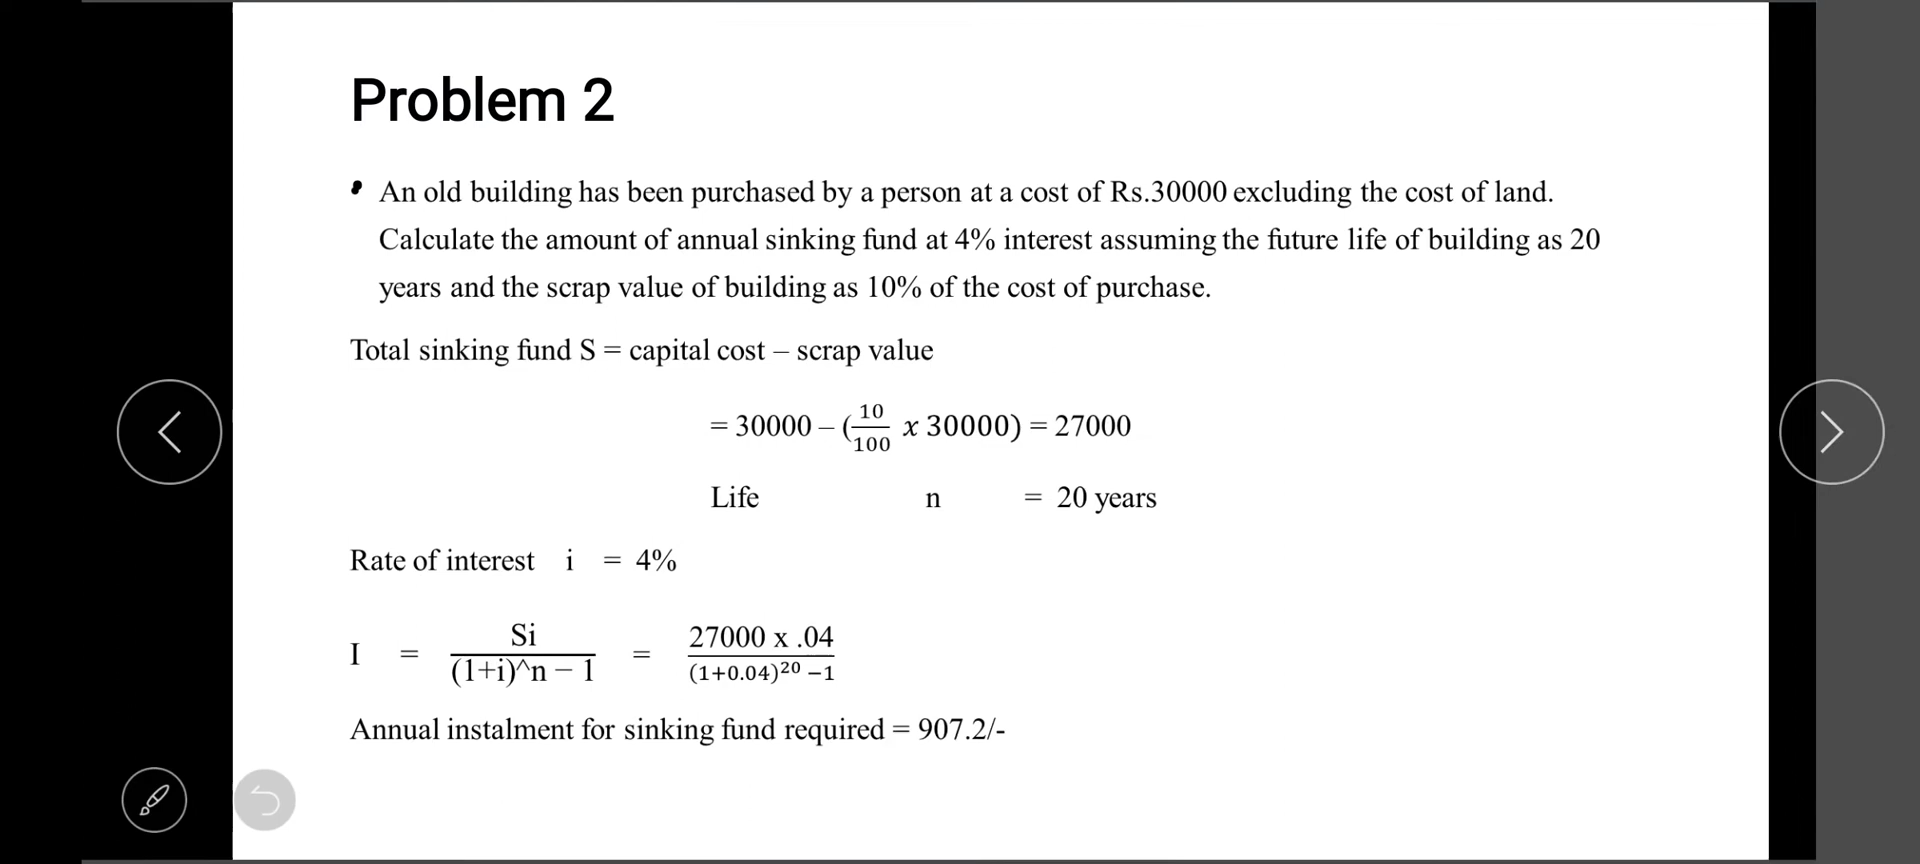 Problem 2
An old building has been purchased by a person at a cost of Rs.30000 excluding the cost of land.
Calculate the amount of annual sinking fund at 4% interest assuming the future life of building as 20
years and the scrap value of building as 10% of the cost of purchase.
Total sinking fund S = capital cost – scrap value
= 30000 – (10/100 x 30000) = 27000
Life n = 20 years
Rate of interest i = 4%
I = Si/(1+i)^n – 1 = 27000 x .04/(1+0.04)²⁰ −1
Annual instalment for sinking fund required = 907.2/-